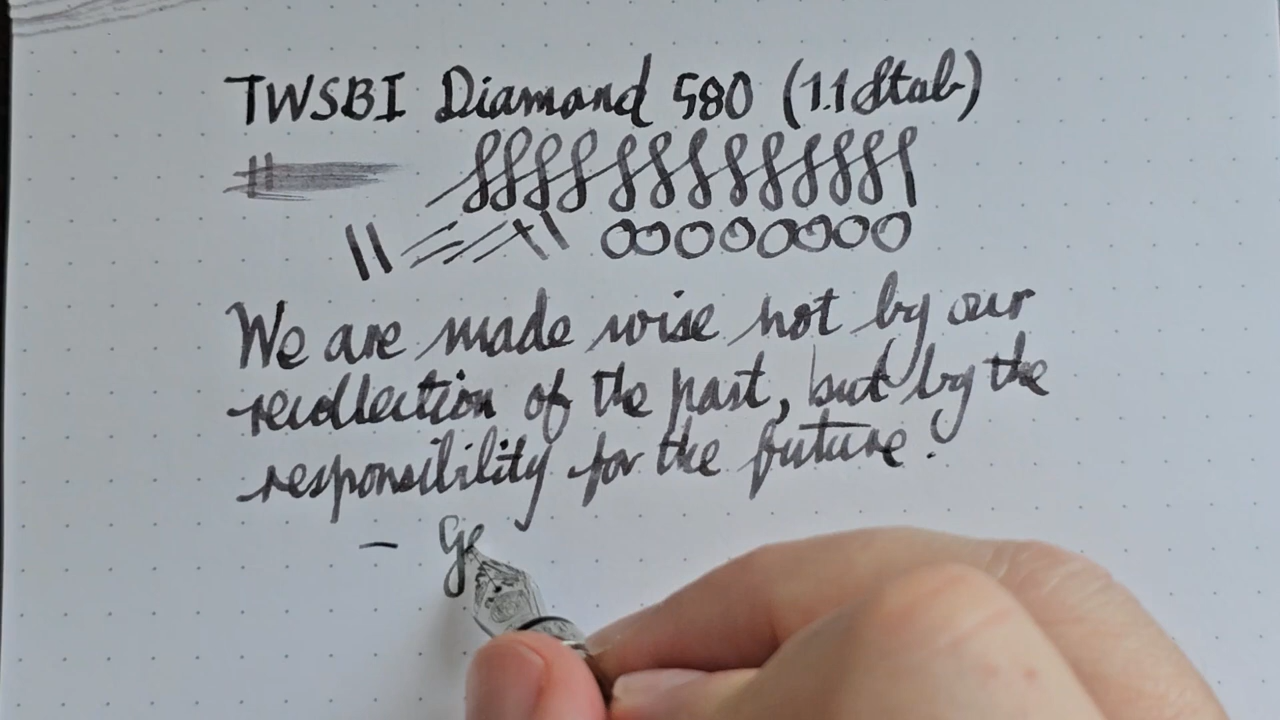 TWSBI Diamond 580 (1.1 Stub)
We are made wise not by our
recollection of the past, but by the
responsibility for the future.
- Ge